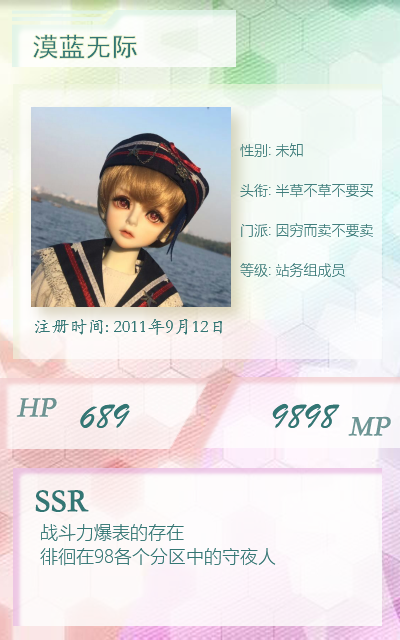 漠蓝无际
性别: 未知
头衔: 半草不草不要买
门派: 因穷而卖不要卖
等级: 站务组成员
注册时间: 2011年9月12日
HP 689 9898 MP
SSR
战斗力爆表的存在
徘徊在98各个分区中的守夜人